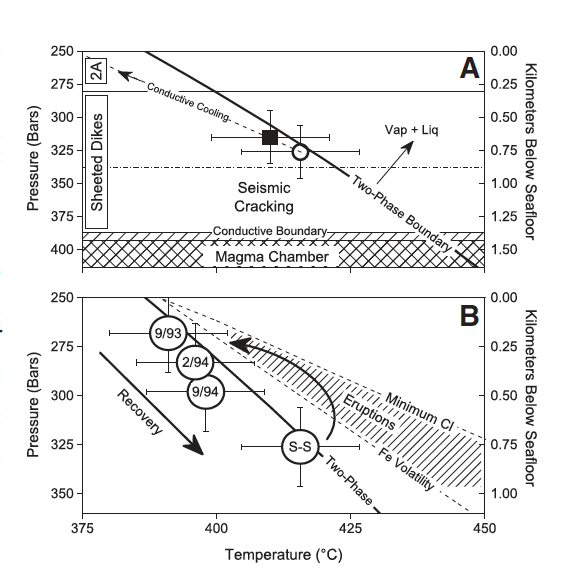 A
250
275
300
325
350
375
400
Pressure (Bars)
2A
Sheeted Dikes
Conductive Cooling
Vap + Liq
Seismic
Cracking
Two-Phase Boundary
Conductive Boundary
Magma Chamber
0.00
0.25
0.50
0.75
1.00
1.25
1.50
Kilometers Below Seafloor
B
250
275
300
325
350
Pressure (Bars)
9/93
2/94
9/94
S-S
Recovery
Eruptions
Minimum Cl
Fe Volatility
Two-Phase
0.00
0.25
0.50
0.75
1.00
Kilometers Below Seafloor
375
400
425
450
Temperature (°C)